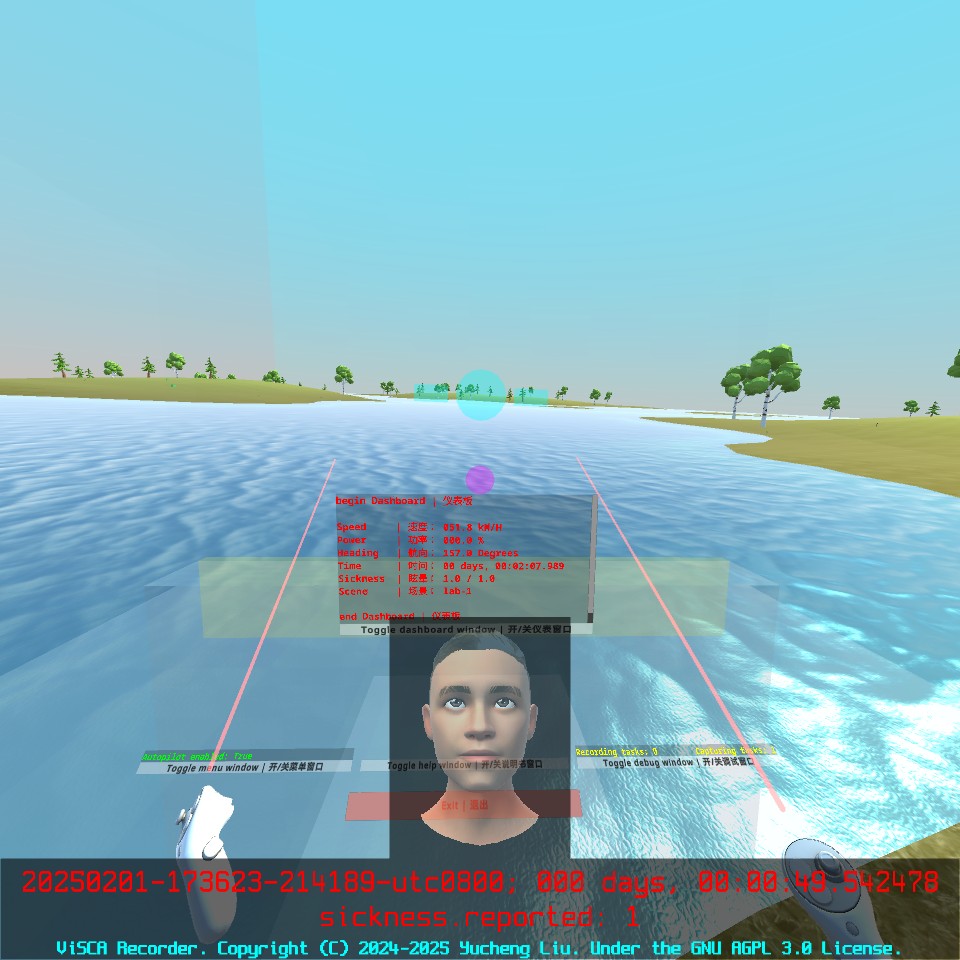 begin Dashboard | 仪表板
Speed | 速度: 051.8 kM/H
Power | 功率: 000.0 %
Heading | 航向: 157.0 Degrees
Time | 时间: 00 days, 00:02:07.989
Sickness | 眩晕: 1.0 / 1.0
Scene | 场景: lab-1
end Dashboard | 仪表板
Toggle dashboard window | 开/关仪表窗口
Autopilot enabled: True
Toggle menu window | 开/关菜单窗口
Toggle help window | 开/关说明书窗口
Recording tasks: 0 Capturing tasks: 1
Toggle debug window | 开/关调试窗口
Exit | 退出
20250201-173623-214189-utc0800; 000 days, 00:00:49.542478
sickness.reported: 1
ViSCA Recorder. Copyright (C) 2024-2025 Yucheng Liu. Under the GNU AGPL 3.0 License.